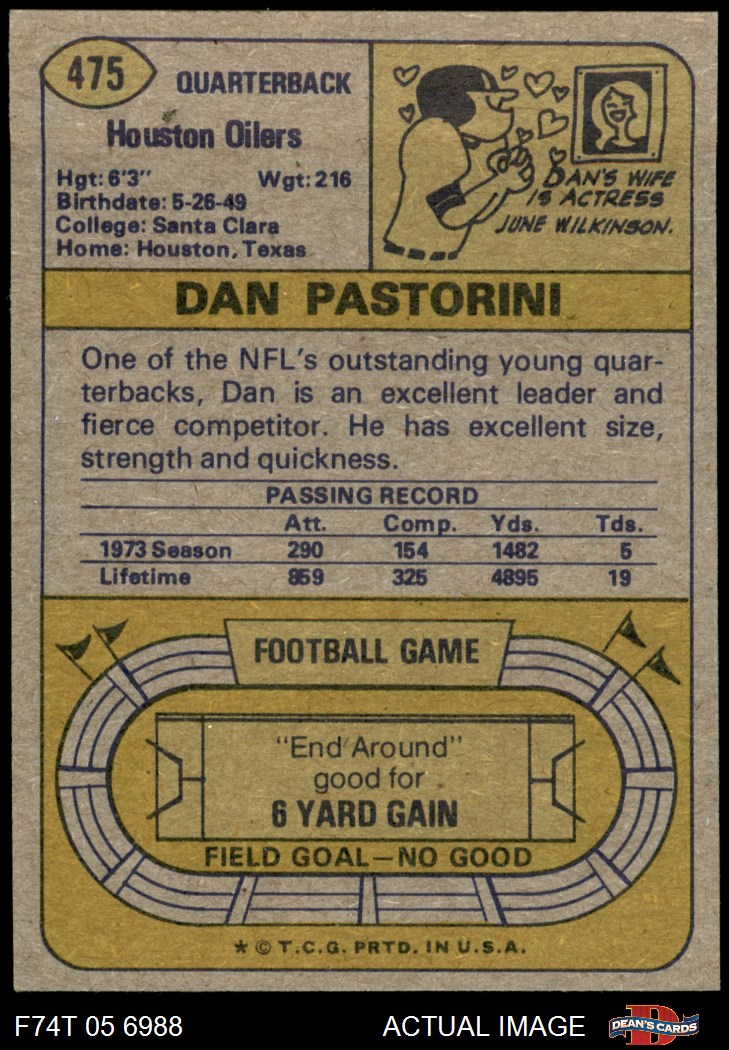 475
QUARTERBACK
Houston Oilers
Hgt: 6'3" Wgt: 216
Birthdate: 5-26-49
College: Santa Clara
Home: Houston, Texas
DAN'S WIFE
IS ACTRESS
JUNE WILKINSON.
DAN PASTORINI
One of the NFL's outstanding young quar-
terbacks, Dan is an excellent leader and
fierce competitor. He has excellent size,
strength and quickness.
PASSING RECORD
Att. Comp. Yds. Tds.
1973 Season 290 154 1482 5
Lifetime 859 325 4895 19
FOOTBALL GAME
"End Around"
good for
6 YARD GAIN
FIELD GOAL—NO GOOD
* © T.C.G. PRTD. IN U.S.A.
F74T 05 6988 ACTUAL IMAGE DEAN'S CARDS